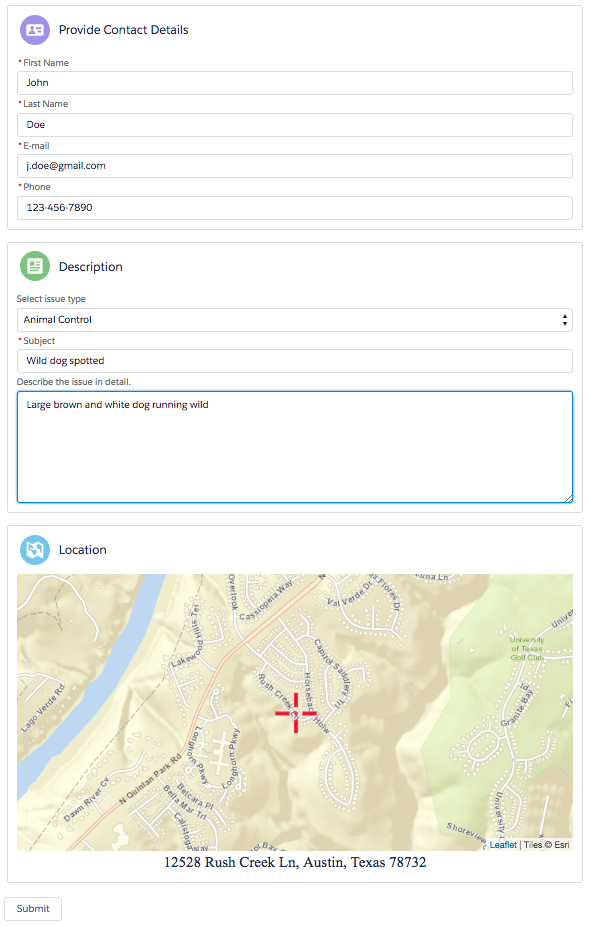 Provide Contact Details
* First Name
John
* Last Name
Doe
* E-mail
j.doe@gmail.com
* Phone
123-456-7890
Description
Select issue type
Animal Control
* Subject
Wild dog spotted
Describe the issue in detail.
Large brown and white dog running wild
Location
Overlook
Cassiopeia Way
N
Val Verde Dr
Flores Dr
Luna Ln
Hills Ter
Lakewood
Capitol Saddlery Trl
Rush Creek
Horseback Holw
University
of Texas
Golf Club
Granite Bay
Lago Verde Rd
Longhorn Pkwy
Longhorn Pkwy
N Quinlan Park Rd
Dawn River Cv
Belcara Pl
Bella Mar Trl
Calistoga Way
Shoreview
University
Leaflet | Tiles © Esri
12528 Rush Creek Ln, Austin, Texas 78732
Submit